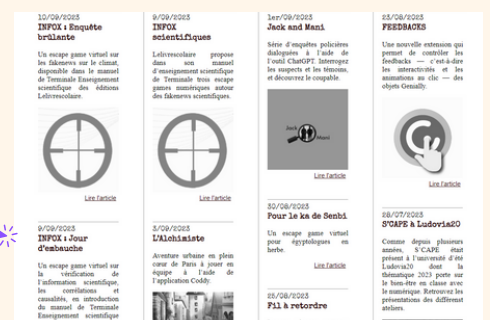 10/09/2023
INFOX : Enquête
brûlante
Un escape game virtuel sur
les fakenews sur le climat,
disponible dans le manuel
de Terminale Enseignement
scientifique des éditions
Lelivrescolaire.
Lire l'article
9/09/2023
INFOX : Jour
d'embauche
Un escape game virtuel sur
la vérification de
l'information scientifique,
les corrélations et
causalités, en introduction
du manuel de Terminale
Enseignement scientifique
9/09/2023
INFOX
scientifiques
Lelivrescolaire propose
dans son manuel
d'enseignement scientifique
de Terminale trois escape
games numériques autour
des fakenews scientifiques.
Lire l'article
3/09/2023
L'Alchimiste
Aventure urbaine en plein
cœur de Paris à jouer en
équipe à l'aide de
l'application Coddy.
1er/09/2023
Jack and Mani
Série d'enquêtes policières
dialoguées à l'aide de
l'outil ChatGPT. Interrogez
les suspects et les témoins,
et découvrez le coupable.
Jack
Mani
Lire l'article
30/08/2023
Pour le ka de Senbi
Un escape game virtuel
pour égyptologues en
herbe.
Lire l'article
25/08/2023
Fil à retordre
23/08/2023
FEEDBACKS
Une nouvelle extension qui
permet de contrôler les
feedbacks — c'est-à-dire
les interactivités et les
animations au clic — des
objets Genially.
Lire l'article
28/07/2023
S'CAPE à Ludovia20
Comme depuis plusieurs
années, S'CAPE était
présent à l'université d'été
Ludovia20 dont la
thématique 2023 porte sur
le bien-être en classe avec
le numérique. Retrouvez les
présentations des différents
ateliers.